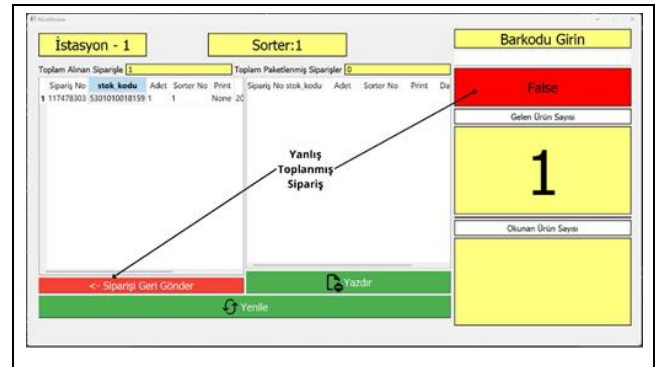 MainWindow
İstasyon - 1
Sorter:1
Barkodu Girin
Toplam Alınan Siparişle 1
Toplam Paketlenmiş Siparişler 0
Sipariş No stok_kodu Adet Sorter No Print
1 117478303 5301010018159 1 1 None 20
Sipariş No stok_kodu Adet Sorter No Print Da
False
Gelen Ürün Sayısı
1
Yanlış
Toplanmış
Sipariş
Okunan Ürün Sayısı
<- Siparişi Geri Gönder
Yazdır
Yenile